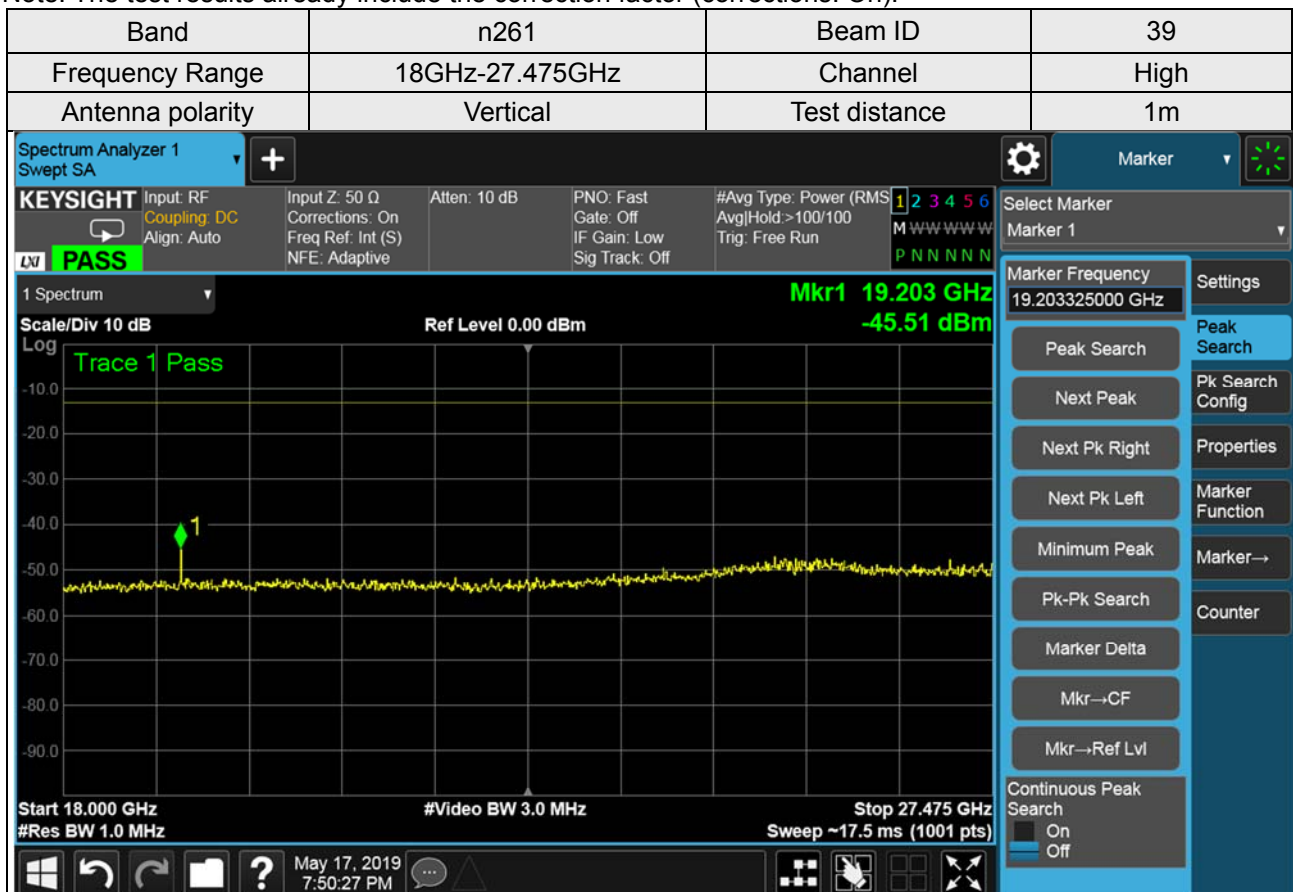 Note: The test results already include the correction factor (corrections: On).
Band n261 Beam ID 39
Frequency Range 18GHz-27.475GHz Channel High
Antenna polarity Vertical Test distance 1m
Spectrum Analyzer 1
Swept SA
+
Marker
KEYSIGHT
Input: RF
Coupling: DC
Align: Auto
LXI PASS
Input Z: 50 Ω
Corrections: On
Freq Ref: Int (S)
NFE: Adaptive
Atten: 10 dB
PNO: Fast
Gate: Off
IF Gain: Low
Sig Track: Off
#Avg Type: Power (RMS
Avg|Hold:>100/100
Trig: Free Run
1 2 3 4 5 6
M W W W W W
P N N N N N
Select Marker
Marker 1
1 Spectrum
Mkr1 19.203 GHz
-45.51 dBm
Scale/Div 10 dB
Ref Level 0.00 dBm
Log
Trace 1 Pass
-10.0
-20.0
-30.0
-40.0
-50.0
-60.0
-70.0
-80.0
-90.0
1
Start 18.000 GHz
#Res BW 1.0 MHz
#Video BW 3.0 MHz
Stop 27.475 GHz
Sweep ~17.5 ms (1001 pts)
Marker Frequency
19.203325000 GHz
Peak Search
Next Peak
Next Pk Right
Next Pk Left
Minimum Peak
Pk-Pk Search
Marker Delta
Mkr→CF
Mkr→Ref Lvl
Continuous Peak
Search
On
Off
Settings
Peak
Search
Pk Search
Config
Properties
Marker
Function
Marker→
Counter
?
May 17, 2019
7:50:27 PM